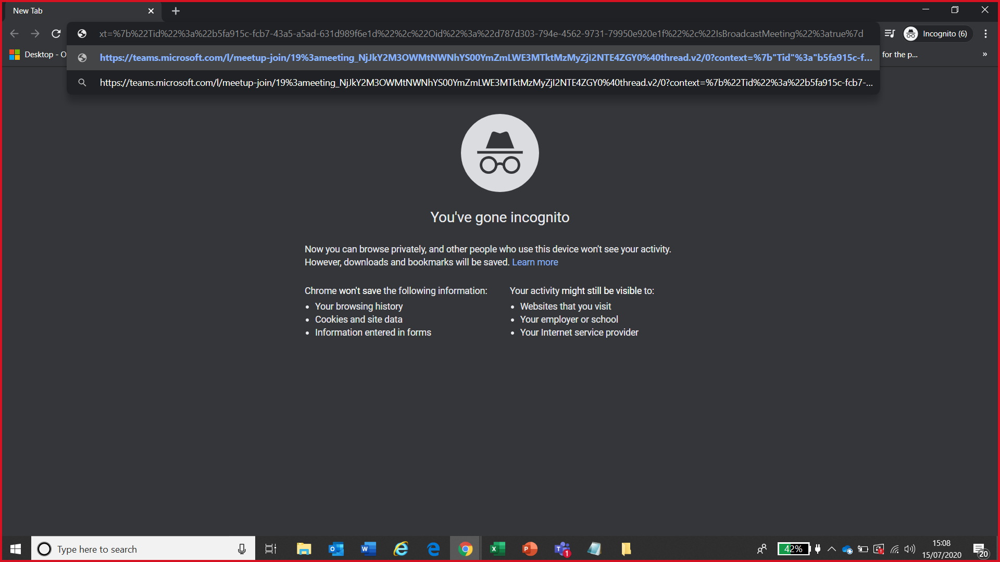 New Tab
xt=%7b%22Tid%22%3a%22b5fa915c-fcb7-43a5-a5ad-631d989f6e1d%22%2c%22Oid%22%3a%22d787d303-794e-4562-9731-79950e920e1f%22%2c%22IsBroadcastMeeting%22%3atrue%7d
Incognito (6)
Desktop - O
https://teams.microsoft.com/l/meetup-join/19%3ameeting_NjJkY2M3OWMtNWNhYS00YmZmLWE3MTktMzMyZjI2NTE4ZGY0%40thread.v2/0?context=%7b"Tid"%3a"b5fa915c-f...
for the p...
»
https://teams.microsoft.com/l/meetup-join/19%3ameeting_NjJkY2M3OWMtNWNhYS00YmZmLWE3MTktMzMyZjI2NTE4ZGY0%40thread.v2/0?context=%7b%22Tid%22%3a%22b5fa915c-fcb7-...
You've gone incognito
Now you can browse privately, and other people who use this device won't see your activity.
However, downloads and bookmarks will be saved. Learn more
Chrome won't save the following information:
• Your browsing history
• Cookies and site data
• Information entered in forms
Your activity might still be visible to:
• Websites that you visit
• Your employer or school
• Your Internet service provider
Type here to search
42%
15:08
15/07/2020
20
1